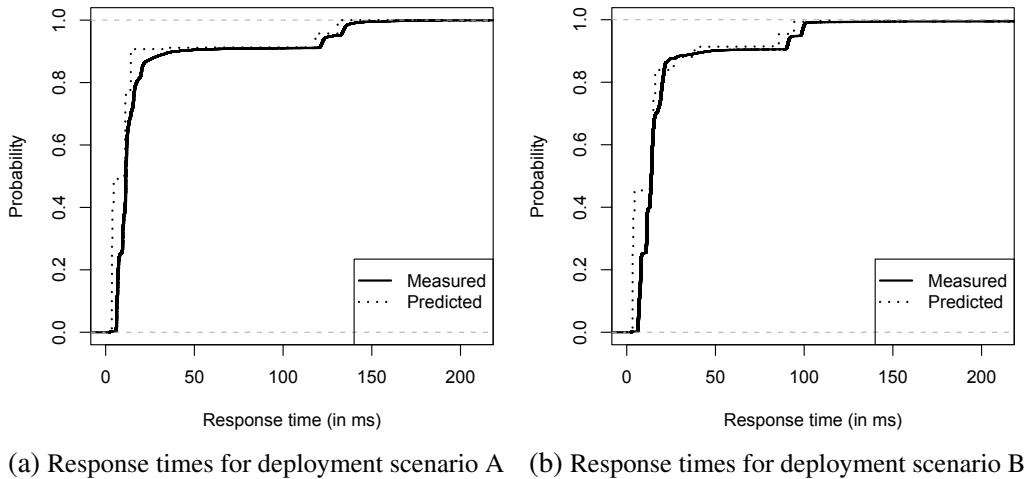 1.0
0.8
0.6
0.4
0.2
0.0
Probability
0 50 100 150 200
Response time (in ms)
Measured
Predicted
(a) Response times for deployment scenario A
1.0
0.8
0.6
0.4
0.2
0.0
Probability
0 50 100 150 200
Response time (in ms)
Measured
Predicted
(b) Response times for deployment scenario B